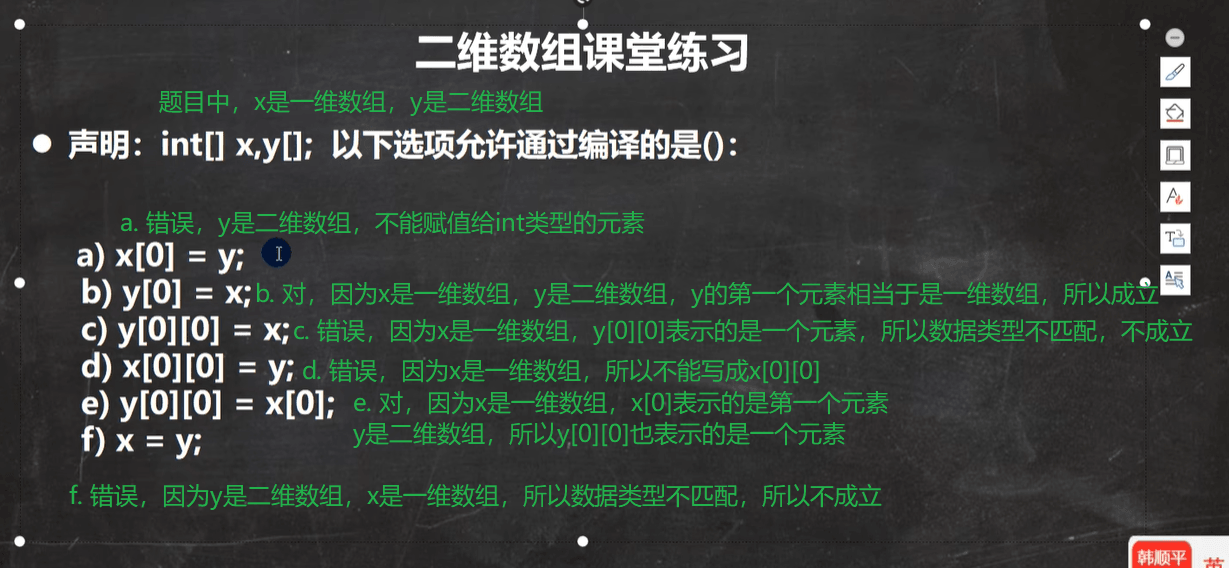 二维数组课堂练习
题目中，x是一维数组，y是二维数组
● 声明：int[] x,y[]; 以下选项允许通过编译的是()：
a. 错误，y是二维数组，不能赋值给int类型的元素
a) x[0] = y;
b) y[0] = x; b. 对，因为x是一维数组，y是二维数组，y的第一个元素相当于是一维数组，所以成立
c) y[0][0] = x; c. 错误，因为x是一维数组，y[0][0]表示的是一个元素，所以数据类型不匹配，不成立
d) x[0][0] = y; d. 错误，因为x是一维数组，所以不能写成x[0][0]
e) y[0][0] = x[0]; e. 对，因为x是一维数组，x[0]表示的是第一个元素
y是二维数组，所以y[0][0]也表示的是一个元素
f) x = y;
f. 错误，因为y是二维数组，x是一维数组，所以数据类型不匹配，所以不成立
韩顺平